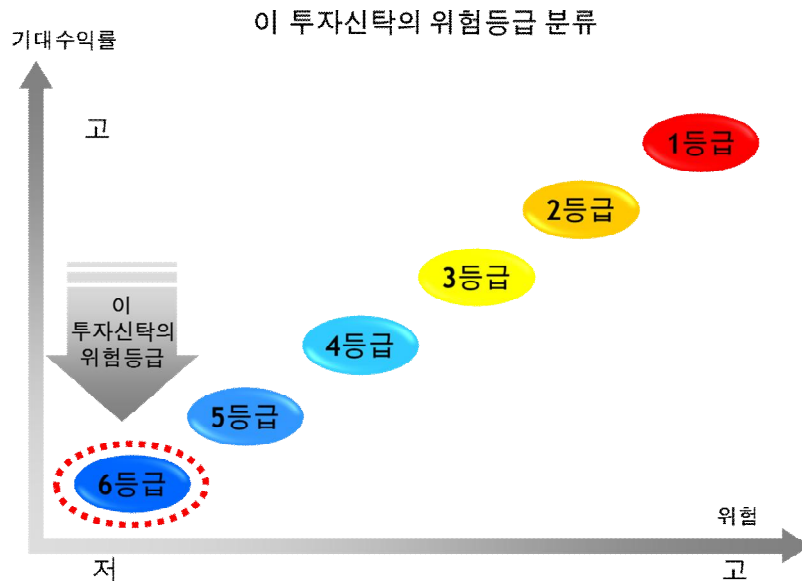 이 투자신탁의 위험등급 분류
기대수익률
고
1등급
2등급
3등급
이
투자신탁의
위험등급
4등급
5등급
6등급
위험
저
고